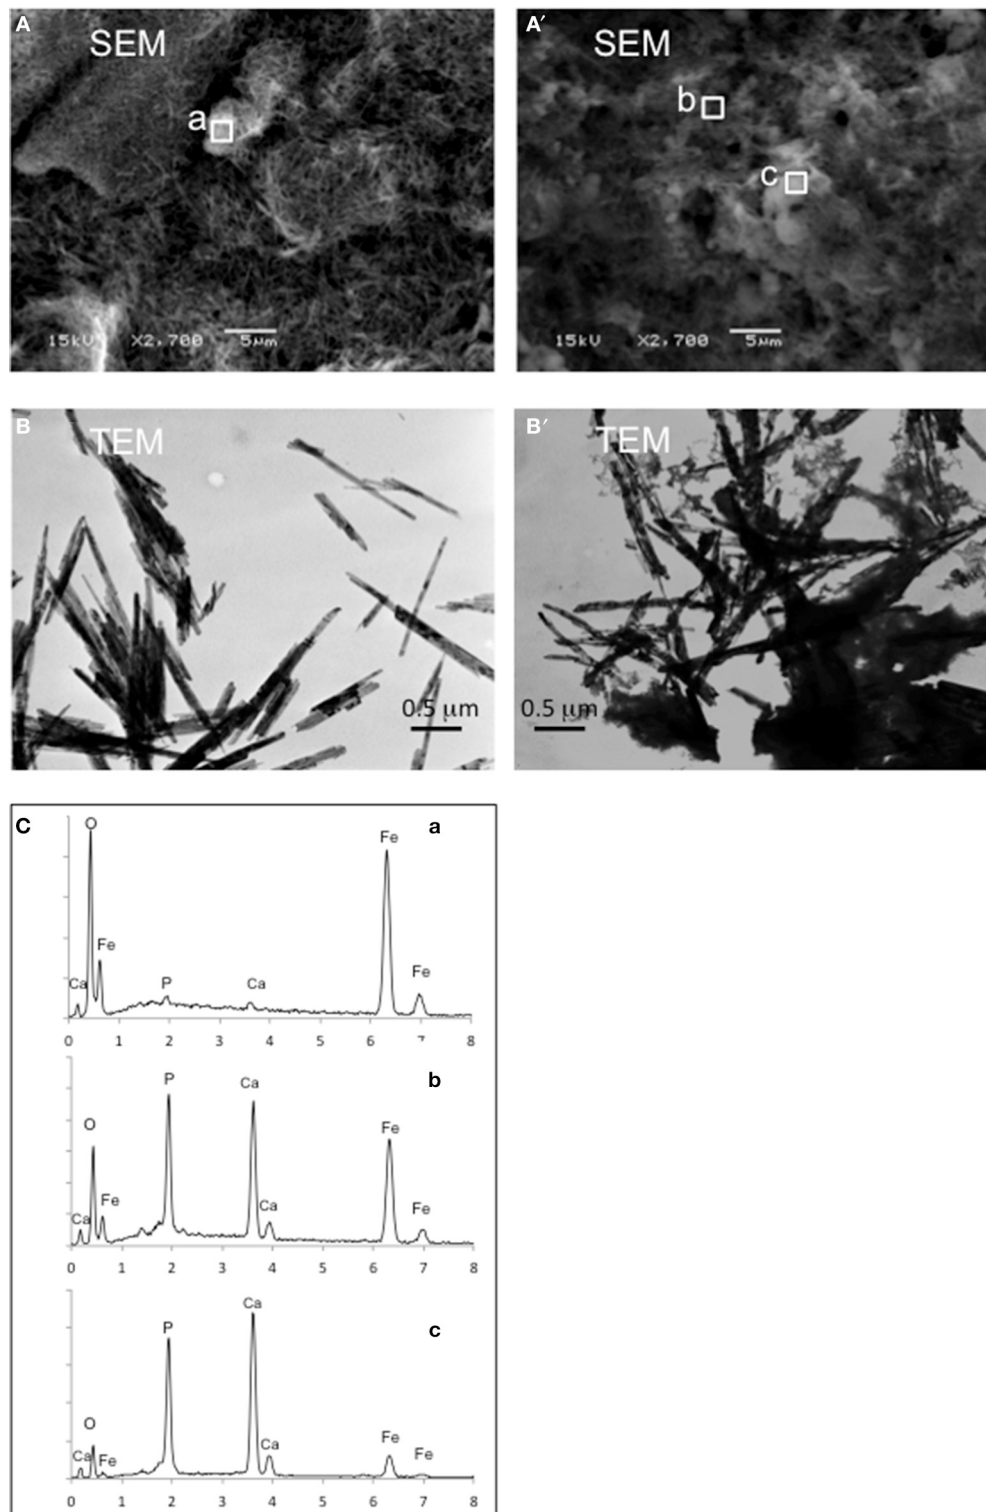 A
SEM
a
15kV X2,700 5µm
A′
SEM
b
c
15kV X2,700 5µm
B
TEM
0.5 µm
B′
TEM
0.5 µm
C
a
O
Fe
Fe
Ca
P
Ca
Fe
0 1 2 3 4 5 6 7 8
b
P
Ca
O
Fe
Ca
Fe
Ca
Fe
0 1 2 3 4 5 6 7 8
c
Ca
P
O
Ca
Fe
Ca
Fe
Fe
0 1 2 3 4 5 6 7 8